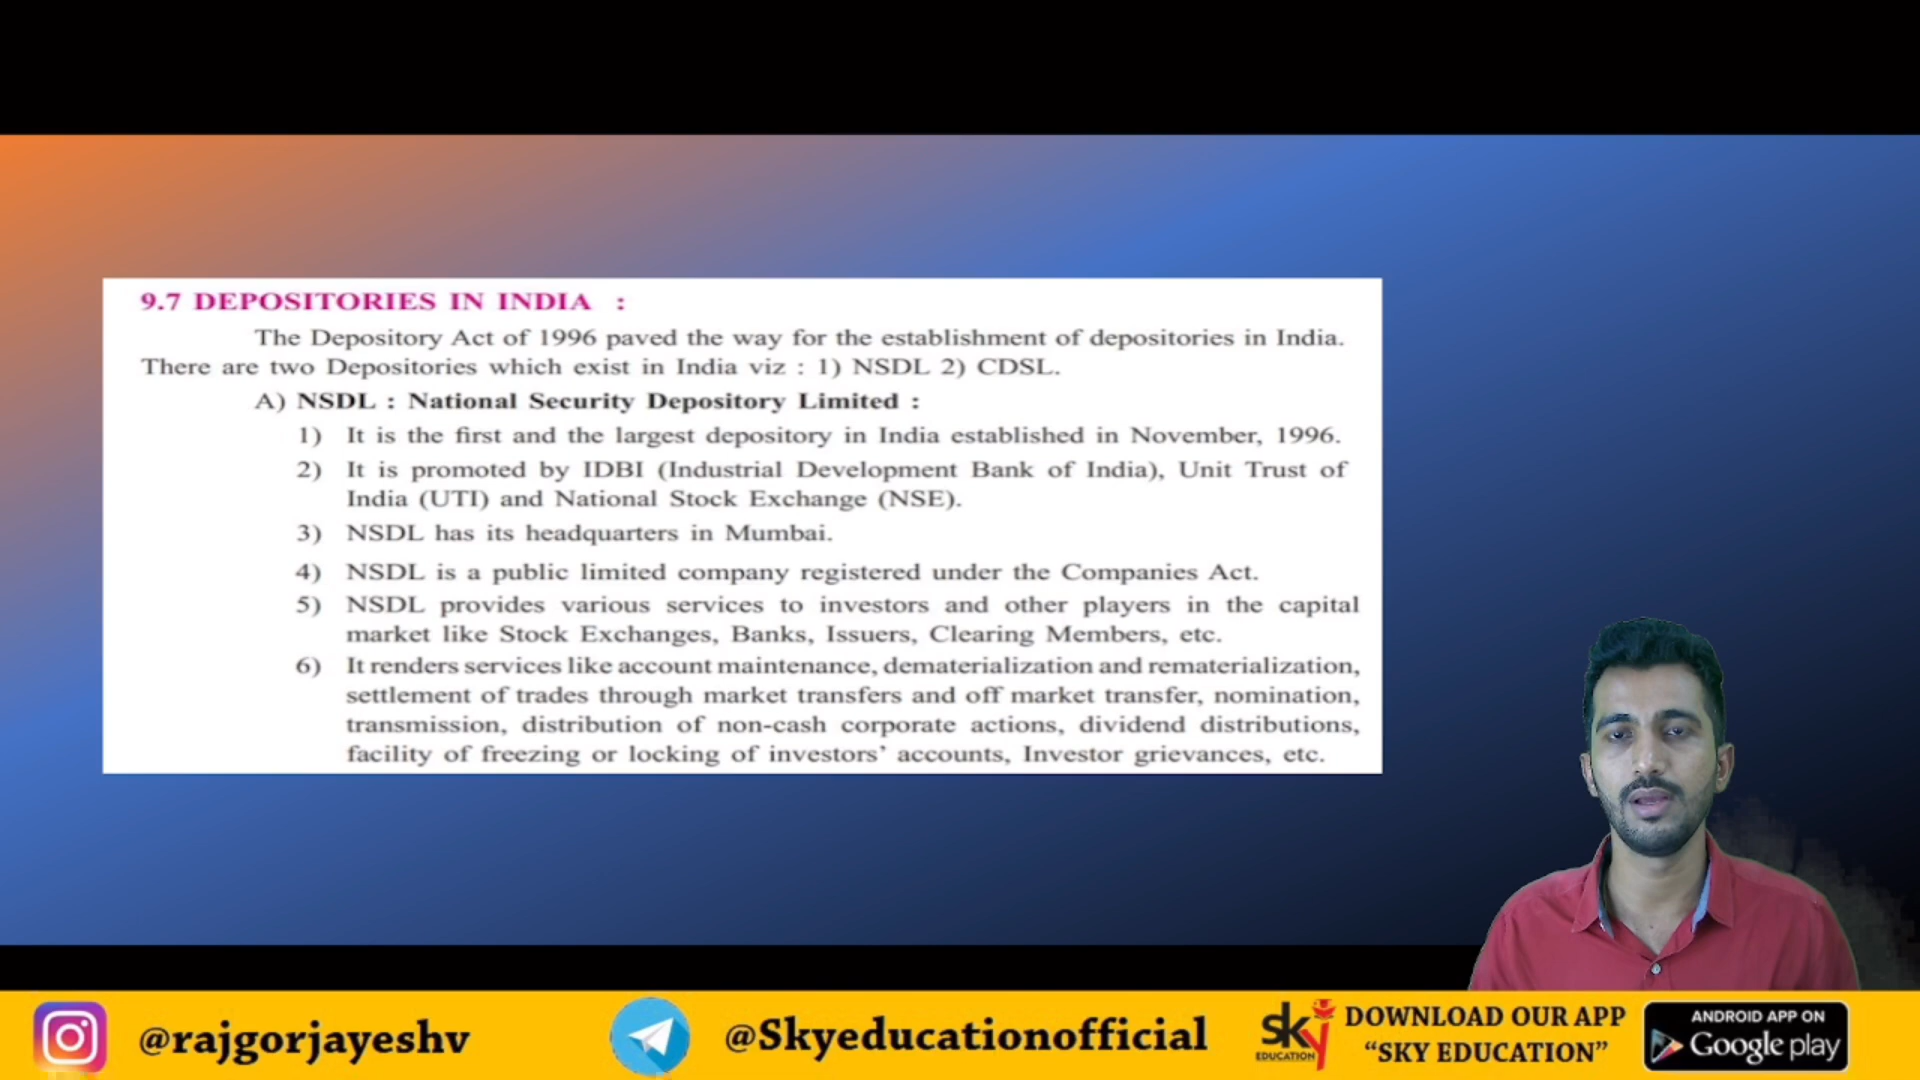 9.7 DEPOSITORIES IN INDIA :
The Depository Act of 1996 paved the way for the establishment of depositories in India.
There are two Depositories which exist in India viz : 1) NSDL 2) CDSL.
A) NSDL : National Security Depository Limited :
1) It is the first and the largest depository in India established in November, 1996.
2) It is promoted by IDBI (Industrial Development Bank of India), Unit Trust of
India (UTI) and National Stock Exchange (NSE).
3) NSDL has its headquarters in Mumbai.
4) NSDL is a public limited company registered under the Companies Act.
5) NSDL provides various services to investors and other players in the capital
market like Stock Exchanges, Banks, Issuers, Clearing Members, etc.
6) It renders services like account maintenance, dematerialization and rematerialization,
settlement of trades through market transfers and off market transfer, nomination,
transmission, distribution of non-cash corporate actions, dividend distributions,
facility of freezing or locking of investors’ accounts, Investor grievances, etc.
@rajgorjayeshv
@Skyeducationofficial
sky
EDUCATION
DOWNLOAD OUR APP
“SKY EDUCATION”
ANDROID APP ON
Google play